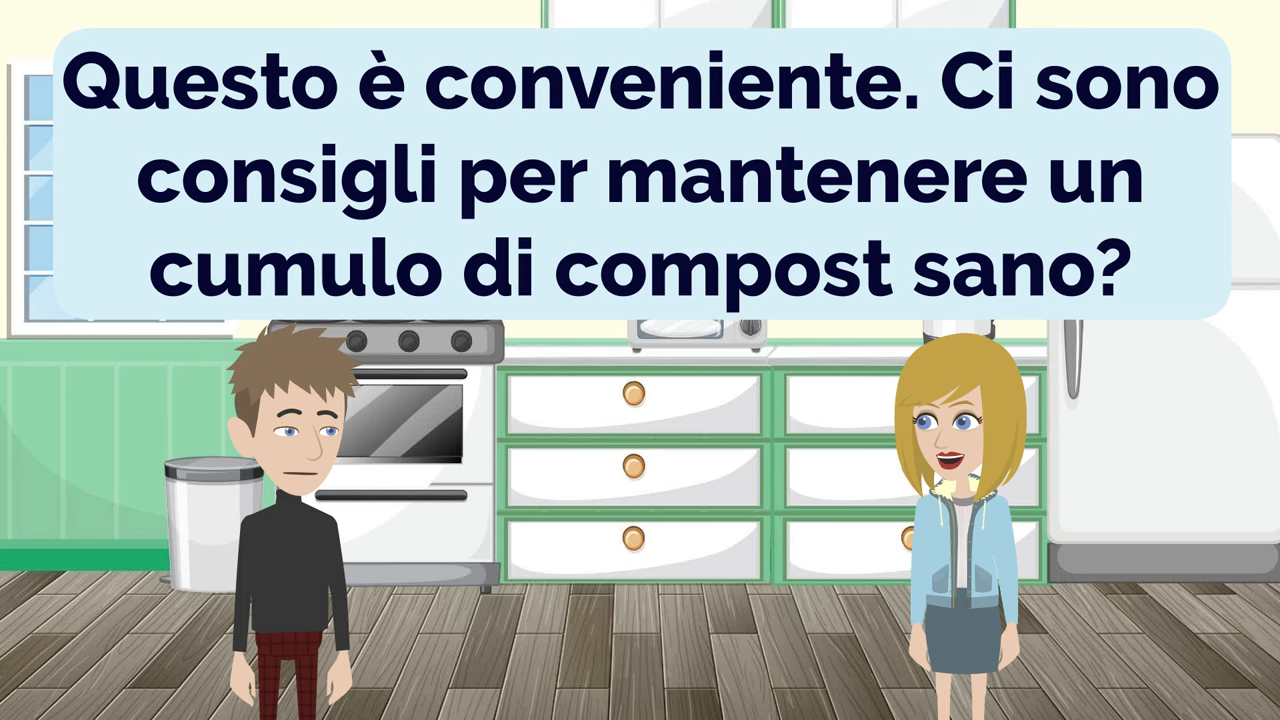 Questo è conveniente. Ci sono
consigli per mantenere un
cumulo di compost sano?